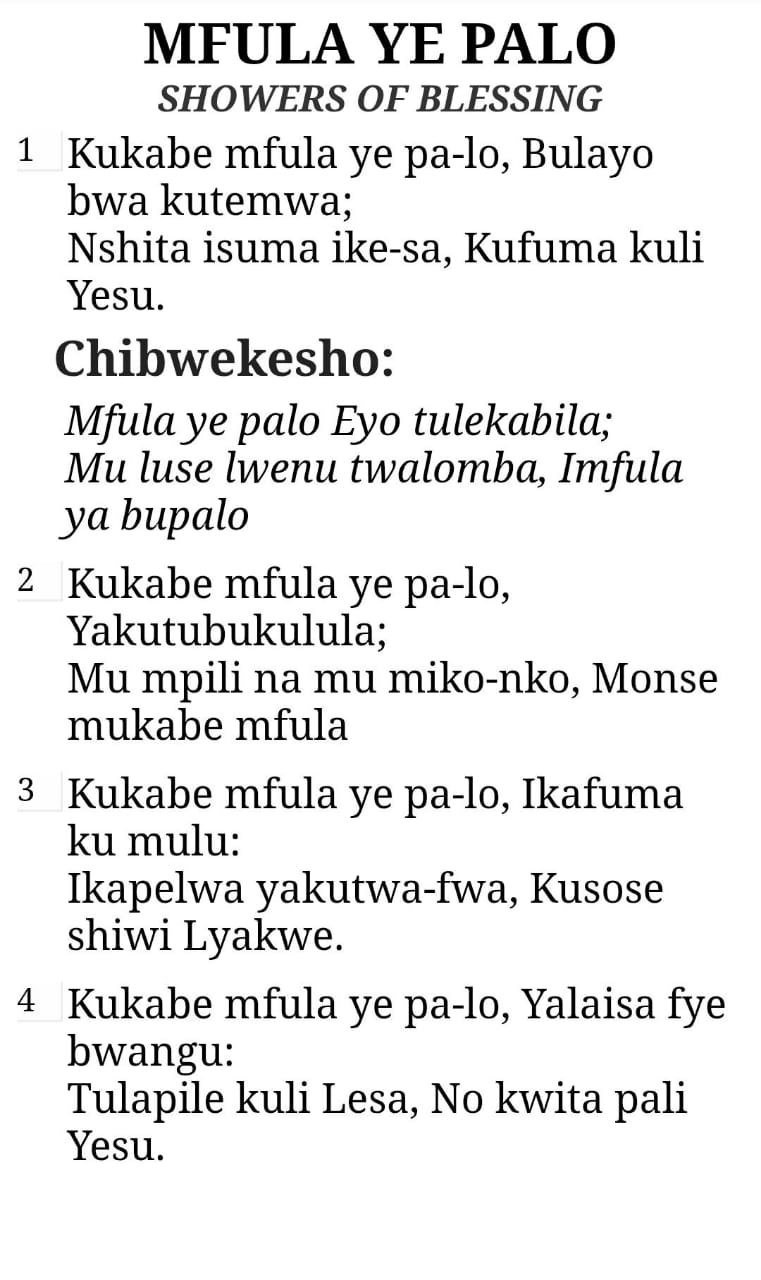 MFULA YE PALO
SHOWERS OF BLESSING
1 Kukabe mfula ye pa-lo, Bulayo
bwa kutemwa;
Nshita isuma ike-sa, Kufuma kuli
Yesu.
Chibwekesho:
Mfula ye palo Eyo tulekabila;
Mu luse lwenu twalomba, Imfula
ya bupalo
2 Kukabe mfula ye pa-lo,
Yakutubukulula;
Mu mpili na mu miko-nko, Monse
mukabe mfula
3 Kukabe mfula ye pa-lo, Ikafuma
ku mulu:
Ikapelwa yakutwa-fwa, Kusose
shiwi Lyakwe.
4 Kukabe mfula ye pa-lo, Yalaisa fye
bwangu:
Tulapile kuli Lesa, No kwita pali
Yesu.